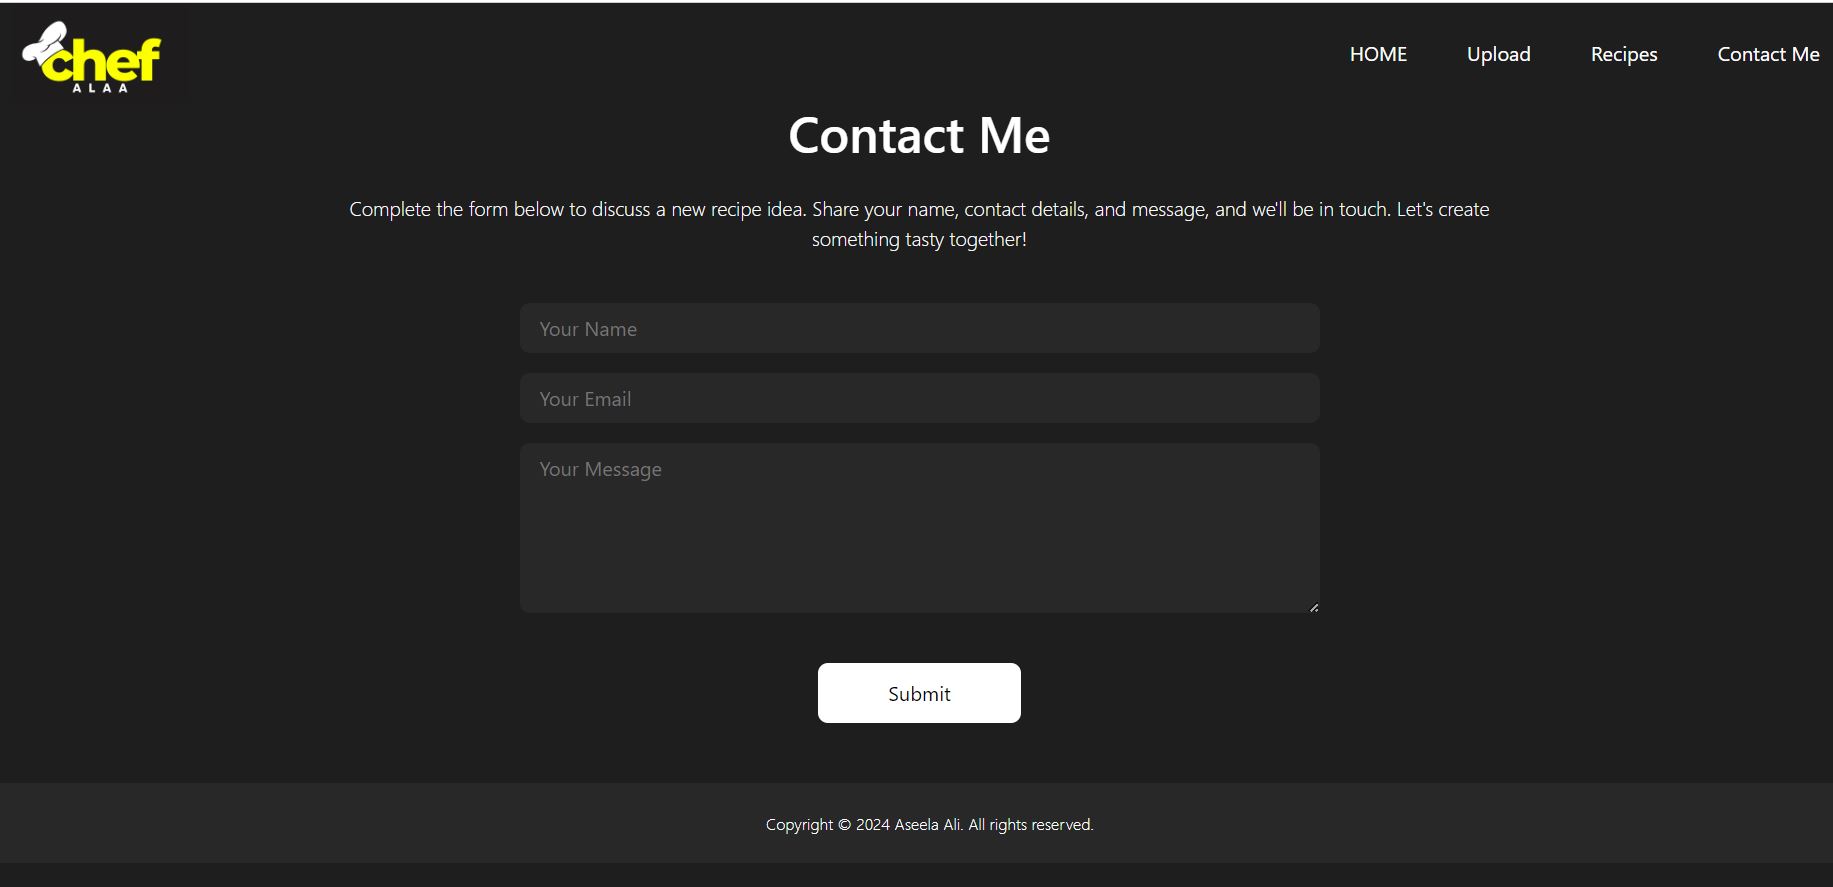 chef
ALAA
HOME Upload Recipes Contact Me
Contact Me
Complete the form below to discuss a new recipe idea. Share your name, contact details, and message, and we'll be in touch. Let's create
something tasty together!
Your Name
Your Email
Your Message
Submit
Copyright © 2024 Aseela Ali. All rights reserved.